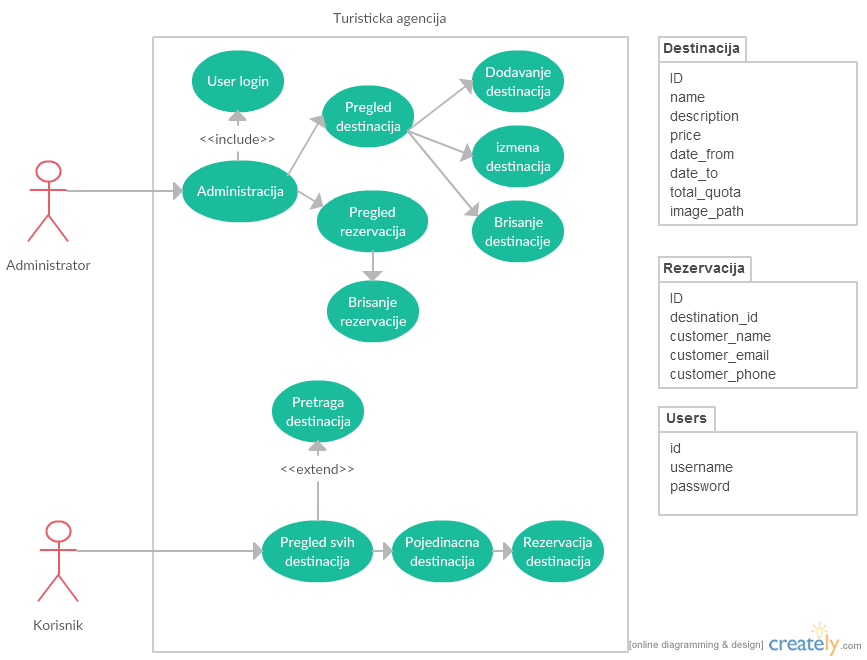 Turisticka agencija
User login
<<include>>
Administracija
Administrator
Pregled
destinacija
Pregled
rezervacija
Brisanje
rezervacije
Dodavanje
destinacija
izmena
destinacija
Brisanje
destinacije
Pretraga
destinacija
<<extend>>
Korisnik
Pregled svih
destinacija
Pojedinacna
destinacija
Rezervacija
destinacija
Destinacija
ID
name
description
price
date_from
date_to
total_quota
image_path
Rezervacija
ID
destination_id
customer_name
customer_email
customer_phone
Users
id
username
password
[online diagramming & design] creately.com